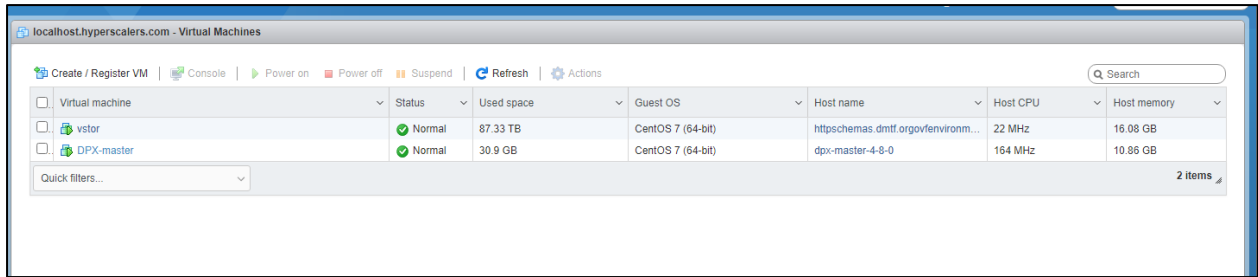 localhost.hyperscalers.com - Virtual Machines
Create / Register VM | Console | Power on Power off Suspend | Refresh | Actions Search
Virtual machine Status Used space Guest OS Host name Host CPU Host memory
vstor Normal 87.33 TB CentOS 7 (64-bit) httpschemas.dmtf.orgovfenvironm... 22 MHz 16.08 GB
DPX-master Normal 30.9 GB CentOS 7 (64-bit) dpx-master-4-8-0 164 MHz 10.86 GB
Quick filters... 2 items